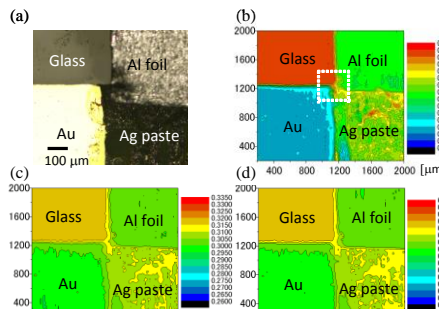 (a)
Glass
Al foil
Au
Ag paste
100 μm
(b)
2000
1600
1200
800
400
Glass
Al foil
Au
Ag paste
400
800
1200
1600
2000
[μm
(c)
2000
1600
1200
800
400
Glass
Al foil
Au
Ag paste
0.3350
0.3300
0.3250
0.3200
0.3150
0.3100
0.3050
0.3000
0.2950
0.2900
0.2850
0.2800
0.2750
0.2700
0.2650
0.2600
(d)
2000
1600
1200
800
400
Glass
Al foil
Au
Ag paste